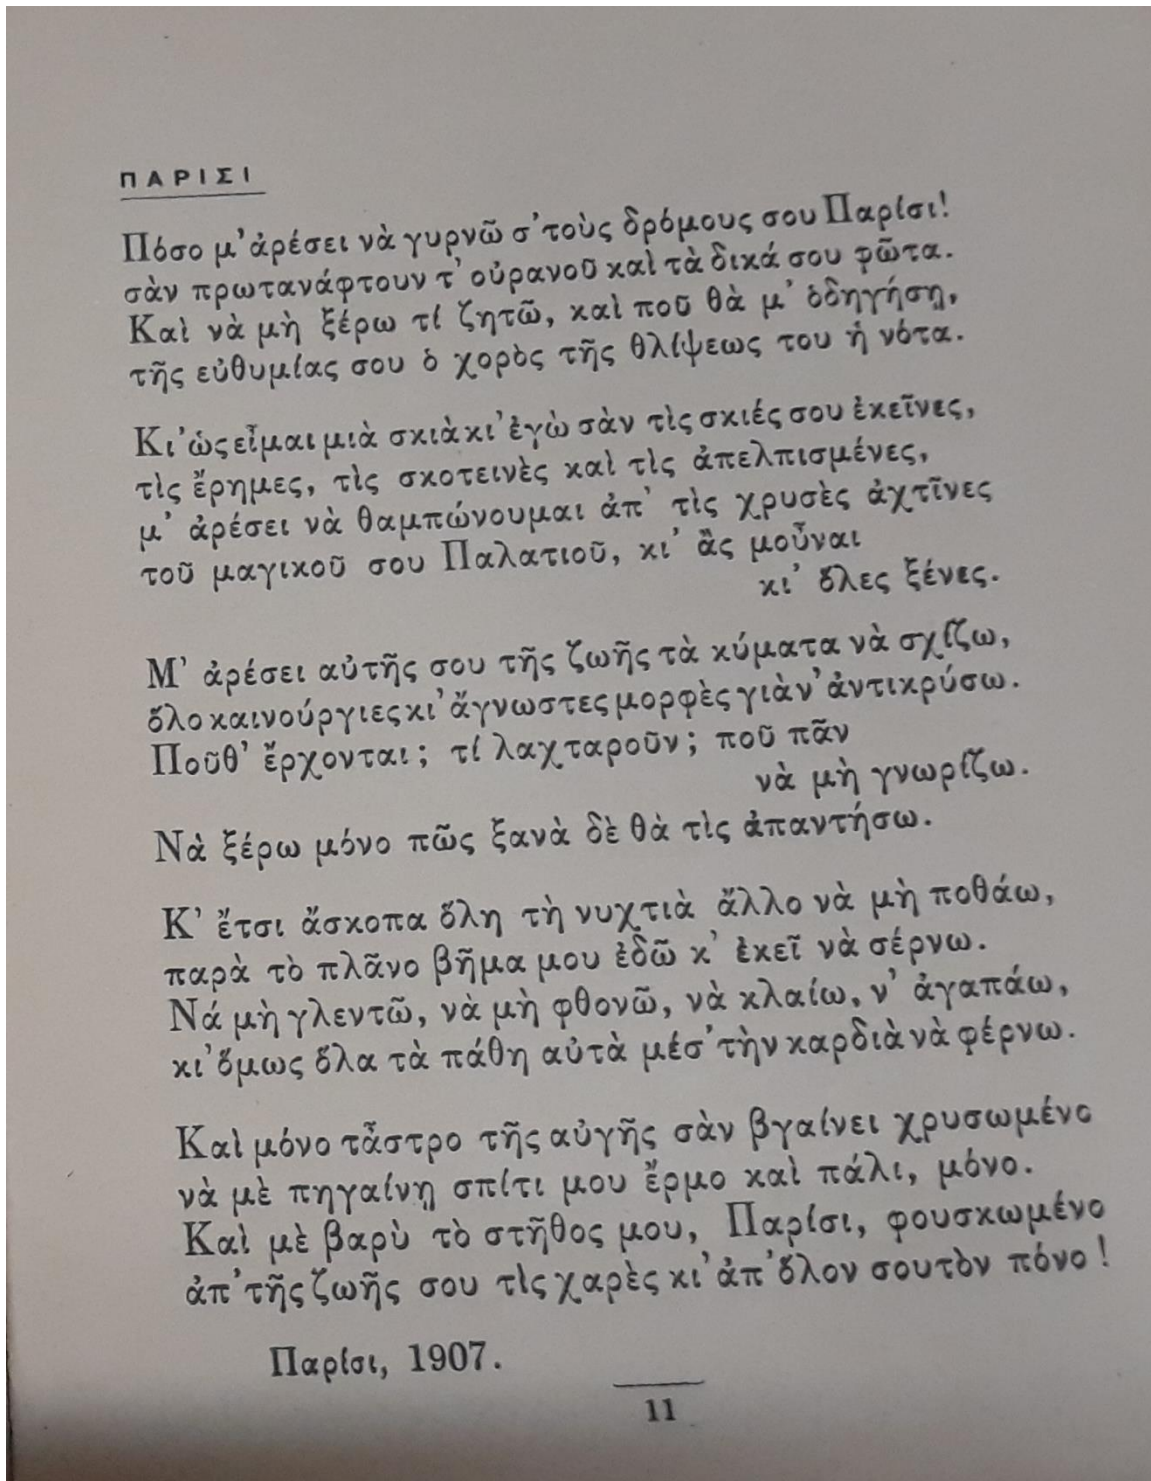 ΠΑΡΙΣΙ
Πόσο μ' ἀρέσει νὰ γυρνῶ σ' τοὺς δρόμους σου Παρίσι!
σὰν πρωτανάφτουν τ' οὐρανοῦ καὶ τὰ δικά σου φῶτα.
Καὶ νὰ μὴ ξέρω τί ζητῶ, καὶ ποῦ θὰ μ' ὁδηγήσῃ,
τῆς εὐθυμίας σου ὁ χορὸς τῆς θλίψεως του ἡ νότα.
Κι' ὡς εἶμαι μιὰ σκιὰ κι' ἐγὼ σὰν τὶς σκιές σου ἐκεῖνες,
τὶς ἔρημες, τὶς σκοτεινὲς καὶ τὶς ἀπελπισμένες,
μ' ἀρέσει νὰ θαμπώνουμαι ἀπ' τὶς χρυσὲς ἀχτῖνες
τοῦ μαγικοῦ σου Παλατιοῦ, κι' ἂς μοὖναι
κι' ὅλες ξένες.
Μ' ἀρέσει αὐτῆς σου τῆς ζωῆς τὰ κύματα νὰ σχίζω,
ὅλο καινούργιες κι' ἄγνωστες μορφὲς γιὰ ν' ἀντικρύσω.
Ποῦθ' ἔρχονται; τί λαχταροῦν; ποῦ πᾶν
νὰ μὴ γνωρίζω.
Νὰ ξέρω μόνο πῶς ξανὰ δὲ θὰ τὶς ἀπαντήσω.
Κ' ἔτσι ἄσκοπα ὅλη τὴ νυχτιὰ ἄλλο νὰ μὴ ποθάω,
παρὰ τὸ πλᾶνο βῆμα μου ἐδῶ κ' ἐκεῖ νὰ σέρνω.
Νά μὴ γλεντῶ, νὰ μὴ φθονῶ, νὰ κλαίω, ν' ἀγαπάω,
κι' ὅμως ὅλα τὰ πάθη αὐτὰ μέσ' τὴν καρδιὰ νὰ φέρνω.
Καὶ μόνο τἄστρο τῆς αὐγῆς σὰν βγαίνει χρυσωμένο
νὰ μὲ πηγαίνῃ σπίτι μου ἔρμο καὶ πάλι, μόνο.
Καὶ μὲ βαρὺ τὸ στῆθος μου, Παρίσι, φουσκωμένο
ἀπ' τῆς ζωῆς σου τὶς χαρὲς κι' ἀπ' ὅλον σου τὸν πόνο!
Παρίσι, 1907.
11